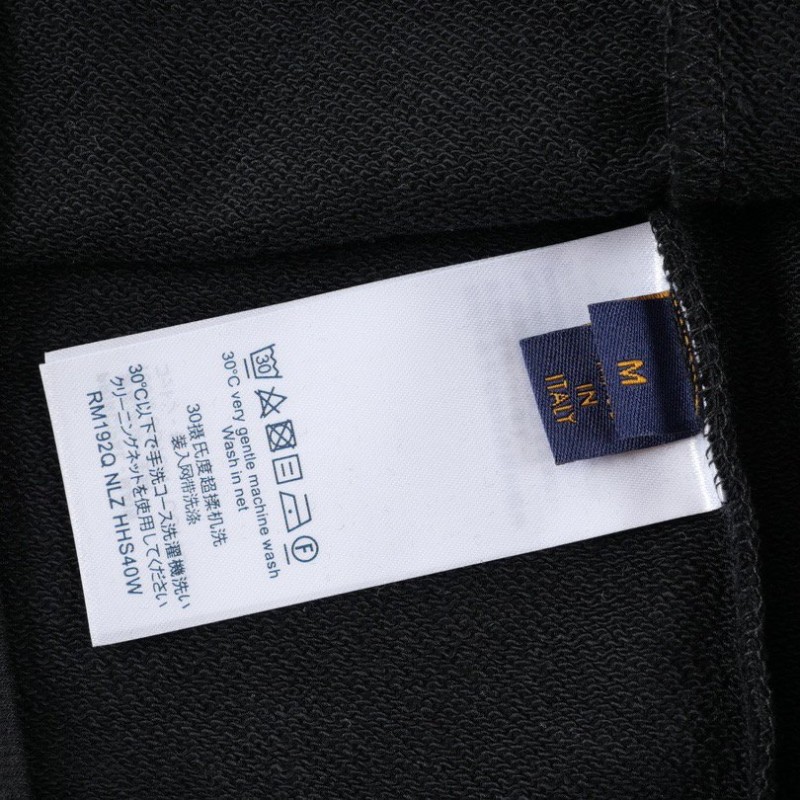 30
F
30°C very gentle machine wash
Wash in net
30摄氏度超柔机洗
装入网带洗涤
30°C以下で手洗コース洗濯機洗い
クリーニングネットを使用してください
RM192Q NLZ HHS40W
M
IN
ITALY